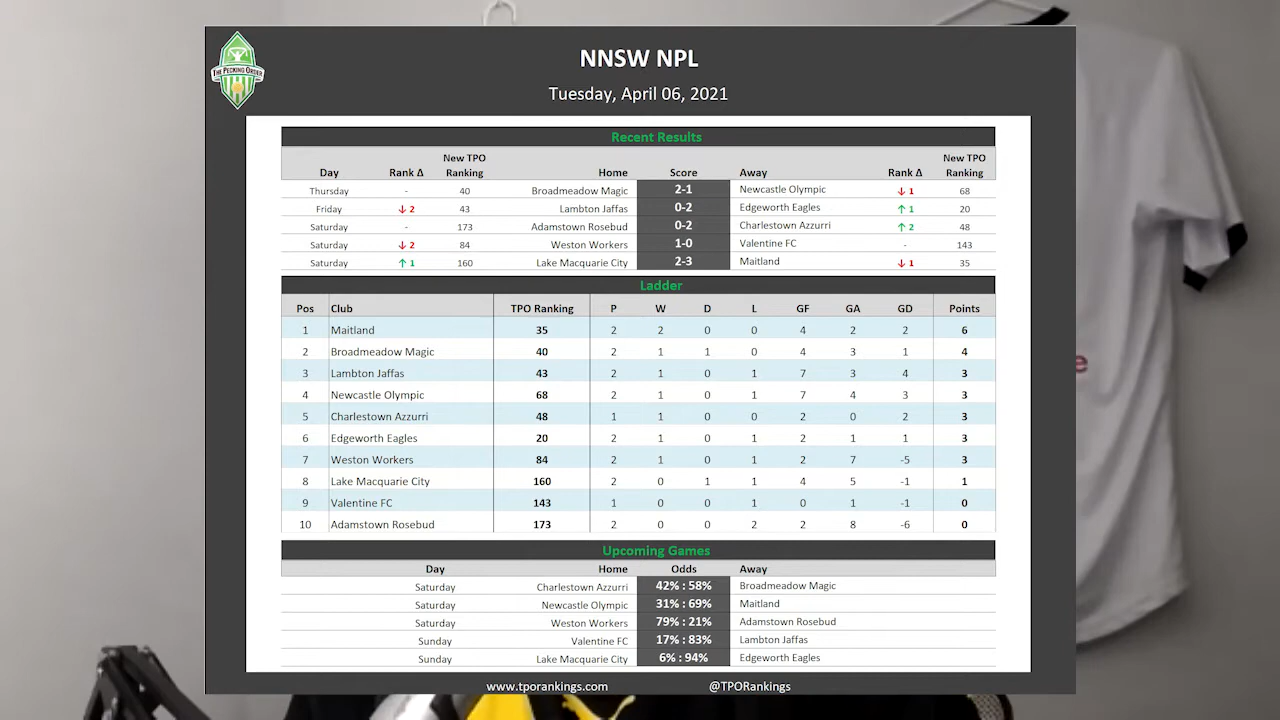 THE PECKING ORDER
NNSW NPL
Tuesday, April 06, 2021
Recent Results
Day Rank Δ New TPO Ranking Home Score Away Rank Δ New TPO Ranking
Thursday - 40 Broadmeadow Magic 2-1 Newcastle Olympic ↓ 1 68
Friday ↓ 2 43 Lambton Jaffas 0-2 Edgeworth Eagles ↑ 1 20
Saturday - 173 Adamstown Rosebud 0-2 Charlestown Azzurri ↑ 2 48
Saturday ↓ 2 84 Weston Workers 1-0 Valentine FC - 143
Saturday ↑ 1 160 Lake Macquarie City 2-3 Maitland ↓ 1 35
Ladder
Pos Club TPO Ranking P W D L GF GA GD Points
1 Maitland 35 2 2 0 0 4 2 2 6
2 Broadmeadow Magic 40 2 1 1 0 4 3 1 4
3 Lambton Jaffas 43 2 1 0 1 7 3 4 3
4 Newcastle Olympic 68 2 1 0 1 7 4 3 3
5 Charlestown Azzurri 48 1 1 0 0 2 0 2 3
6 Edgeworth Eagles 20 2 1 0 1 2 1 1 3
7 Weston Workers 84 2 1 0 1 2 7 -5 3
8 Lake Macquarie City 160 2 0 1 1 4 5 -1 1
9 Valentine FC 143 1 0 0 1 0 1 -1 0
10 Adamstown Rosebud 173 2 0 0 2 2 8 -6 0
Upcoming Games
Day Home Odds Away
Saturday Charlestown Azzurri 42% : 58% Broadmeadow Magic
Saturday Newcastle Olympic 31% : 69% Maitland
Saturday Weston Workers 79% : 21% Adamstown Rosebud
Sunday Valentine FC 17% : 83% Lambton Jaffas
Sunday Lake Macquarie City 6% : 94% Edgeworth Eagles
www.tporankings.com @TPORankings